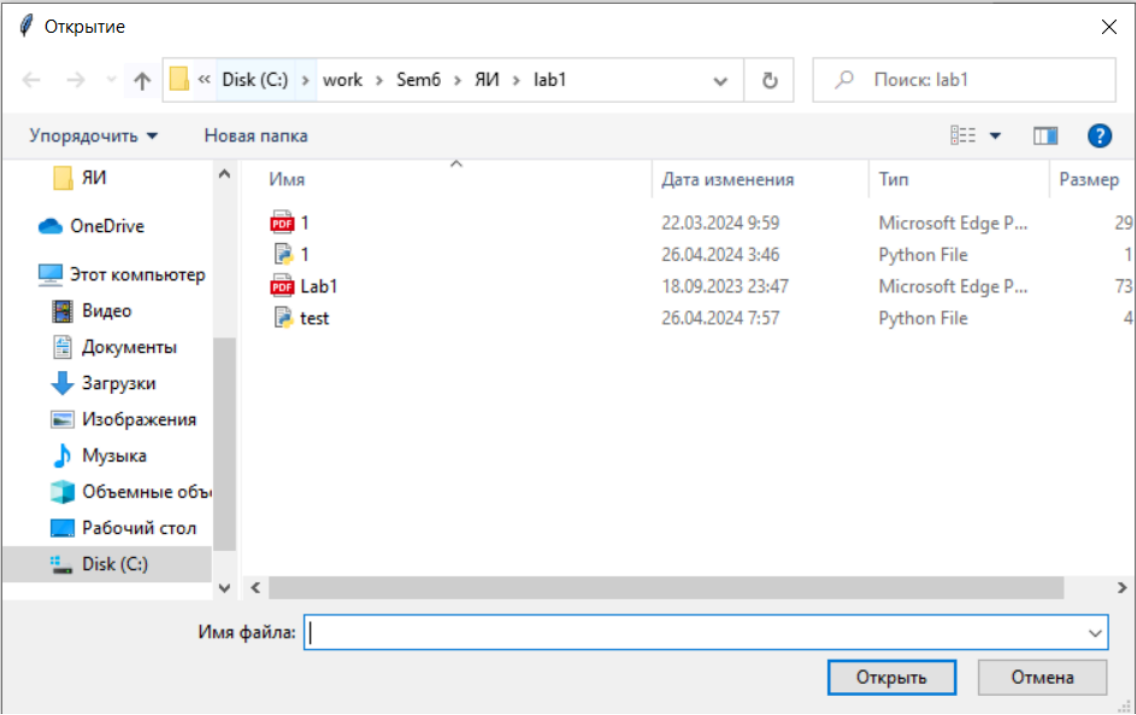 Открытие
« Disk (C:) › work › Sem6 › ЯИ › lab1
Поиск: lab1
Упорядочить
Новая папка
?
ЯИ
OneDrive
Этот компьютер
Видео
Документы
Загрузки
Изображения
Музыка
Объемные объ
Рабочий стол
Disk (C:)
Имя Дата изменения Тип Размер
PDF 1 22.03.2024 9:59 Microsoft Edge P... 29
1 26.04.2024 3:46 Python File 1
PDF Lab1 18.09.2023 23:47 Microsoft Edge P... 73
test 26.04.2024 7:57 Python File 4
Имя файла:
Открыть
Отмена